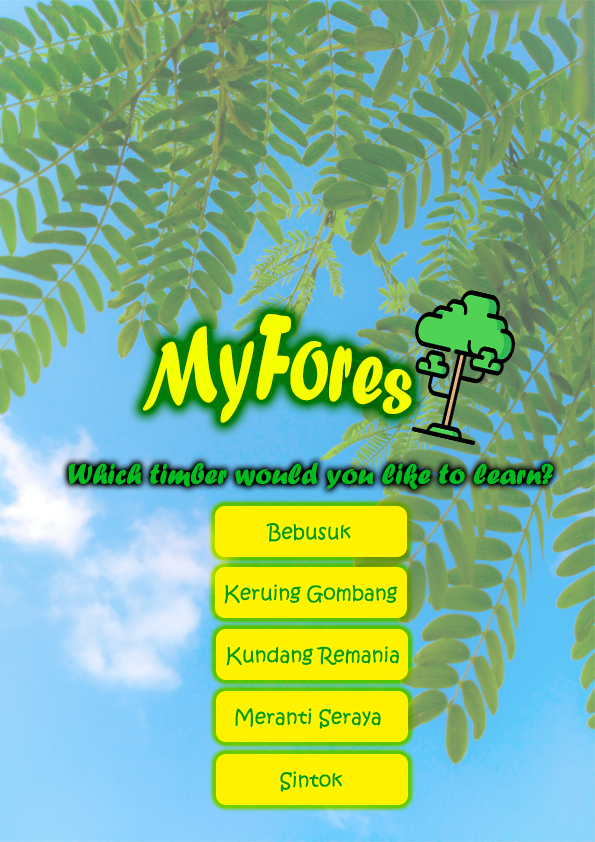 MyFores
Which timber would you like to learn?
Bebusuk
Keruing Gombang
Kundang Remania
Meranti Seraya
Sintok